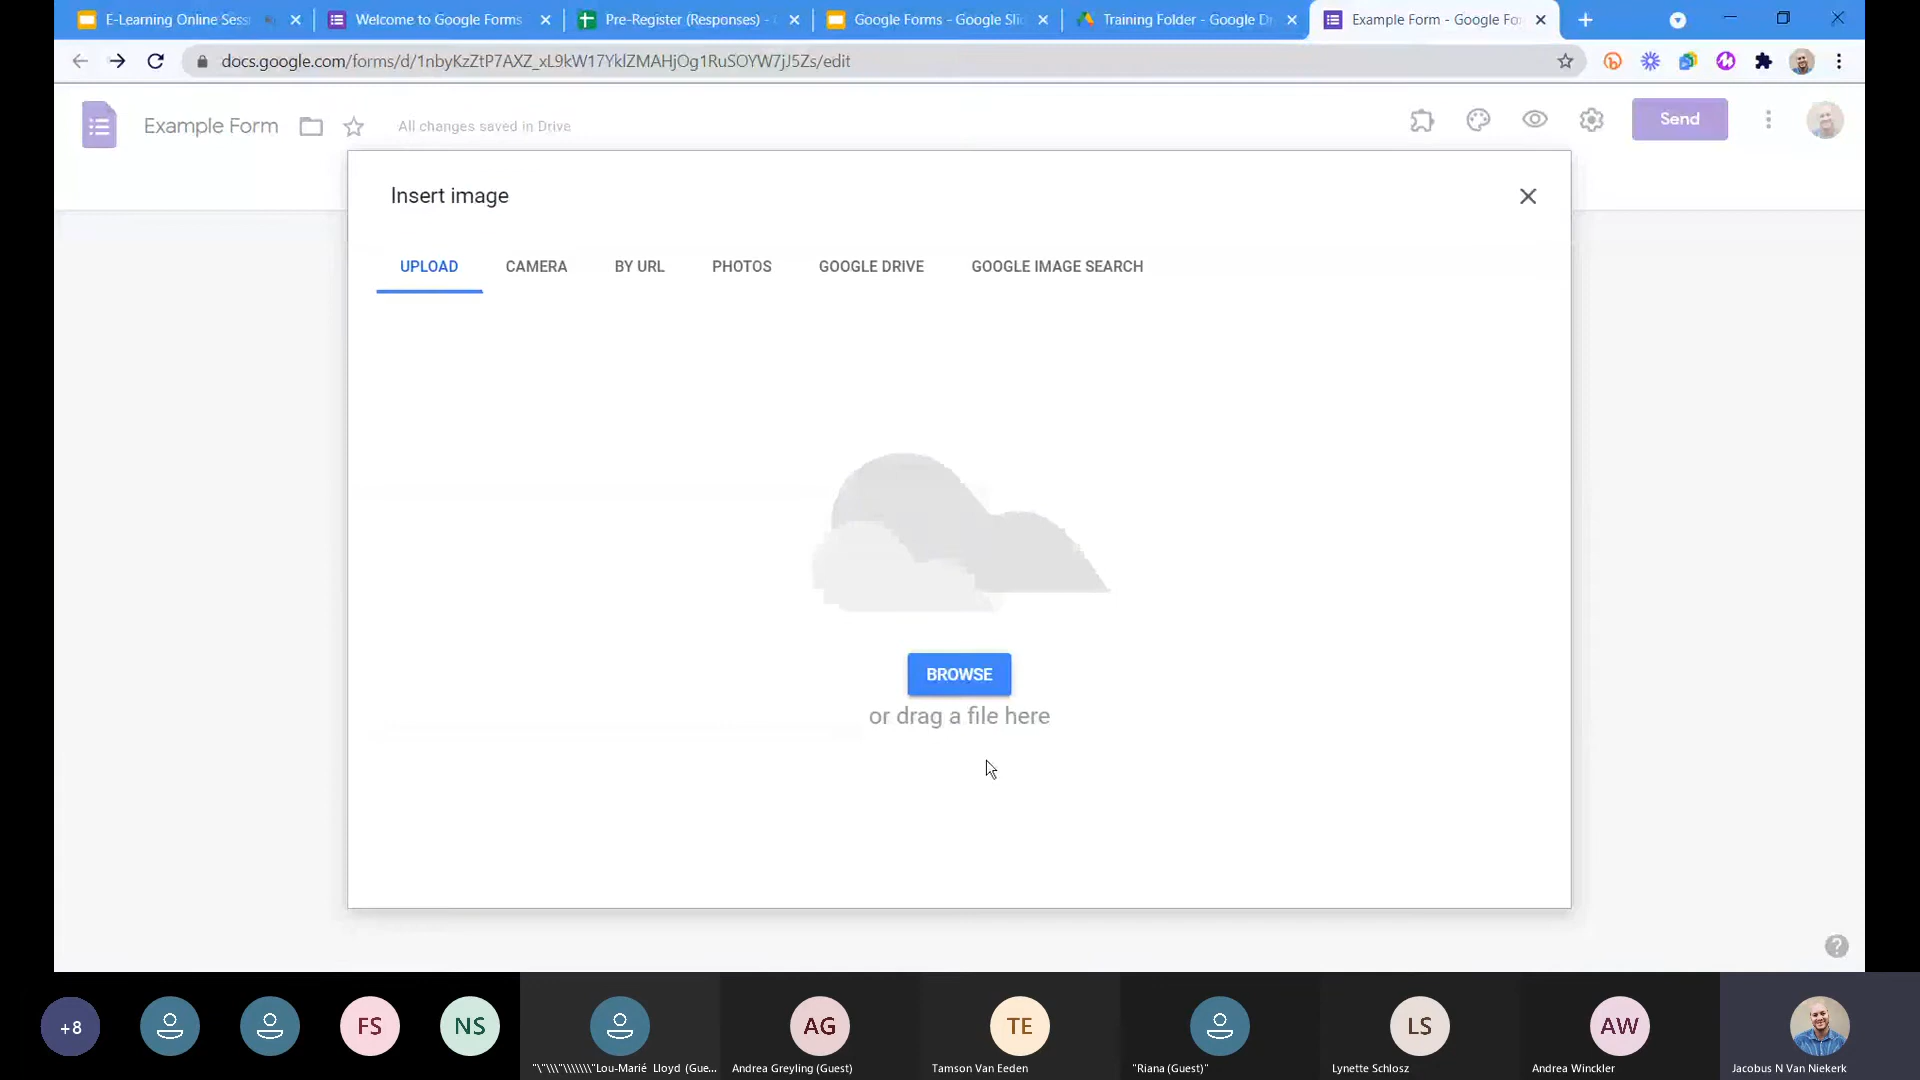 E-Learning Online Sess
Welcome to Google Forms
Pre-Register (Responses) -
Google Forms - Google Sli
Training Folder - Google D
Example Form - Google Fo
docs.google.com/forms/d/1nbyKzZtP7AXZ_xL9kW17YklZMAHjOg1RuSOYW7jJ5Zs/edit
Example Form
All changes saved in Drive
Send
Insert image
UPLOAD
CAMERA
BY URL
PHOTOS
GOOGLE DRIVE
GOOGLE IMAGE SEARCH
BROWSE
or drag a file here
+8
FS
NS
AG
TE
LS
AW
"\"\\\"\\\\\\\"Lou-Marié Lloyd (Gue...
Andrea Greyling (Guest)
Tamson Van Eeden
"Riana (Guest)"
Lynette Schlosz
Andrea Winckler
Jacobus N Van Niekerk